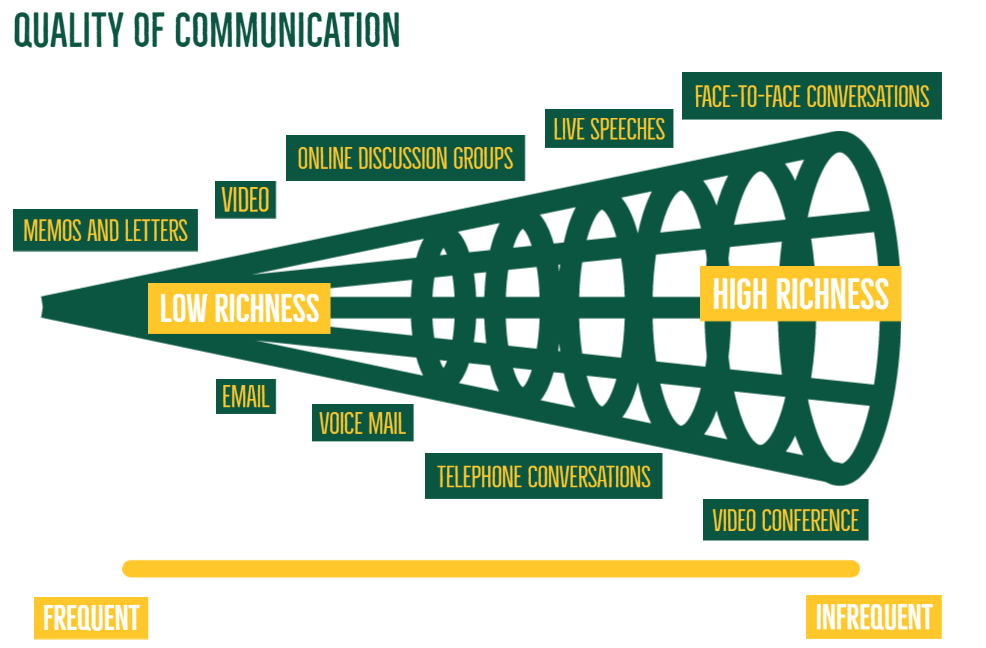 QUALITY OF COMMUNICATION
FACE-TO-FACE CONVERSATIONS
LIVE SPEECHES
ONLINE DISCUSSION GROUPS
VIDEO
MEMOS AND LETTERS
LOW RICHNESS
HIGH RICHNESS
EMAIL
VOICE MAIL
TELEPHONE CONVERSATIONS
VIDEO CONFERENCE
FREQUENT
INFREQUENT